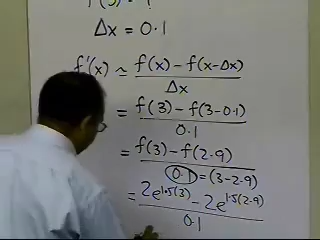 f(3) =
Δx = 0.1
f'(x) ≃ f(x) - f(x-Δx) / Δx
= f(3) - f(3-0.1) / 0.1
= f(3) - f(2.9) / 0.1 = (3-2.9)
= 2e^1.5(3) - 2e^1.5(2.9) / 0.1